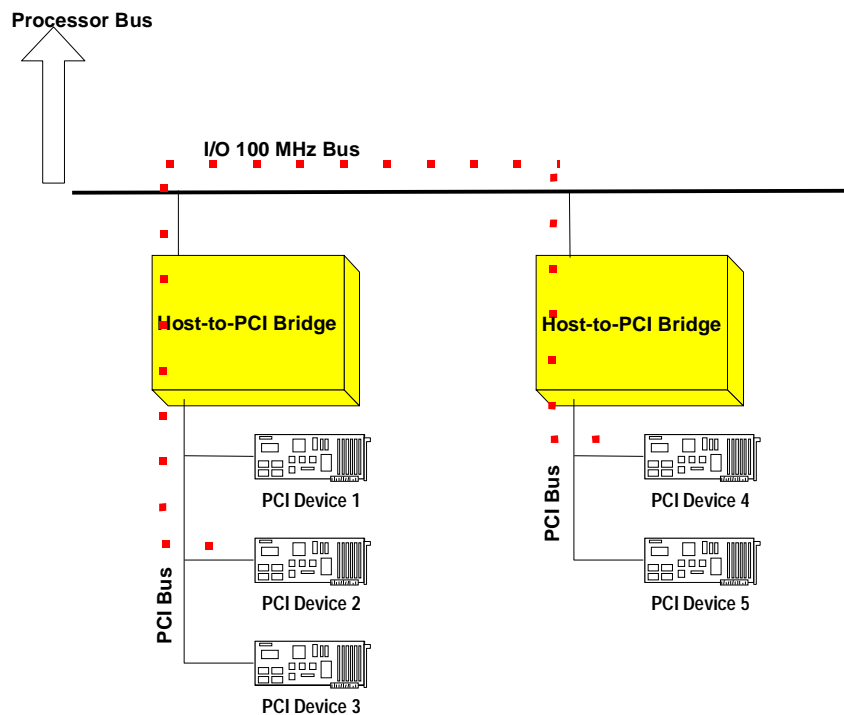 Processor Bus
I/O 100 MHz Bus
Host-to-PCI Bridge
Host-to-PCI Bridge
PCI Device 1
PCI Device 4
PCI Bus
PCI Device 2
PCI Device 5
PCI Bus
PCI Device 3